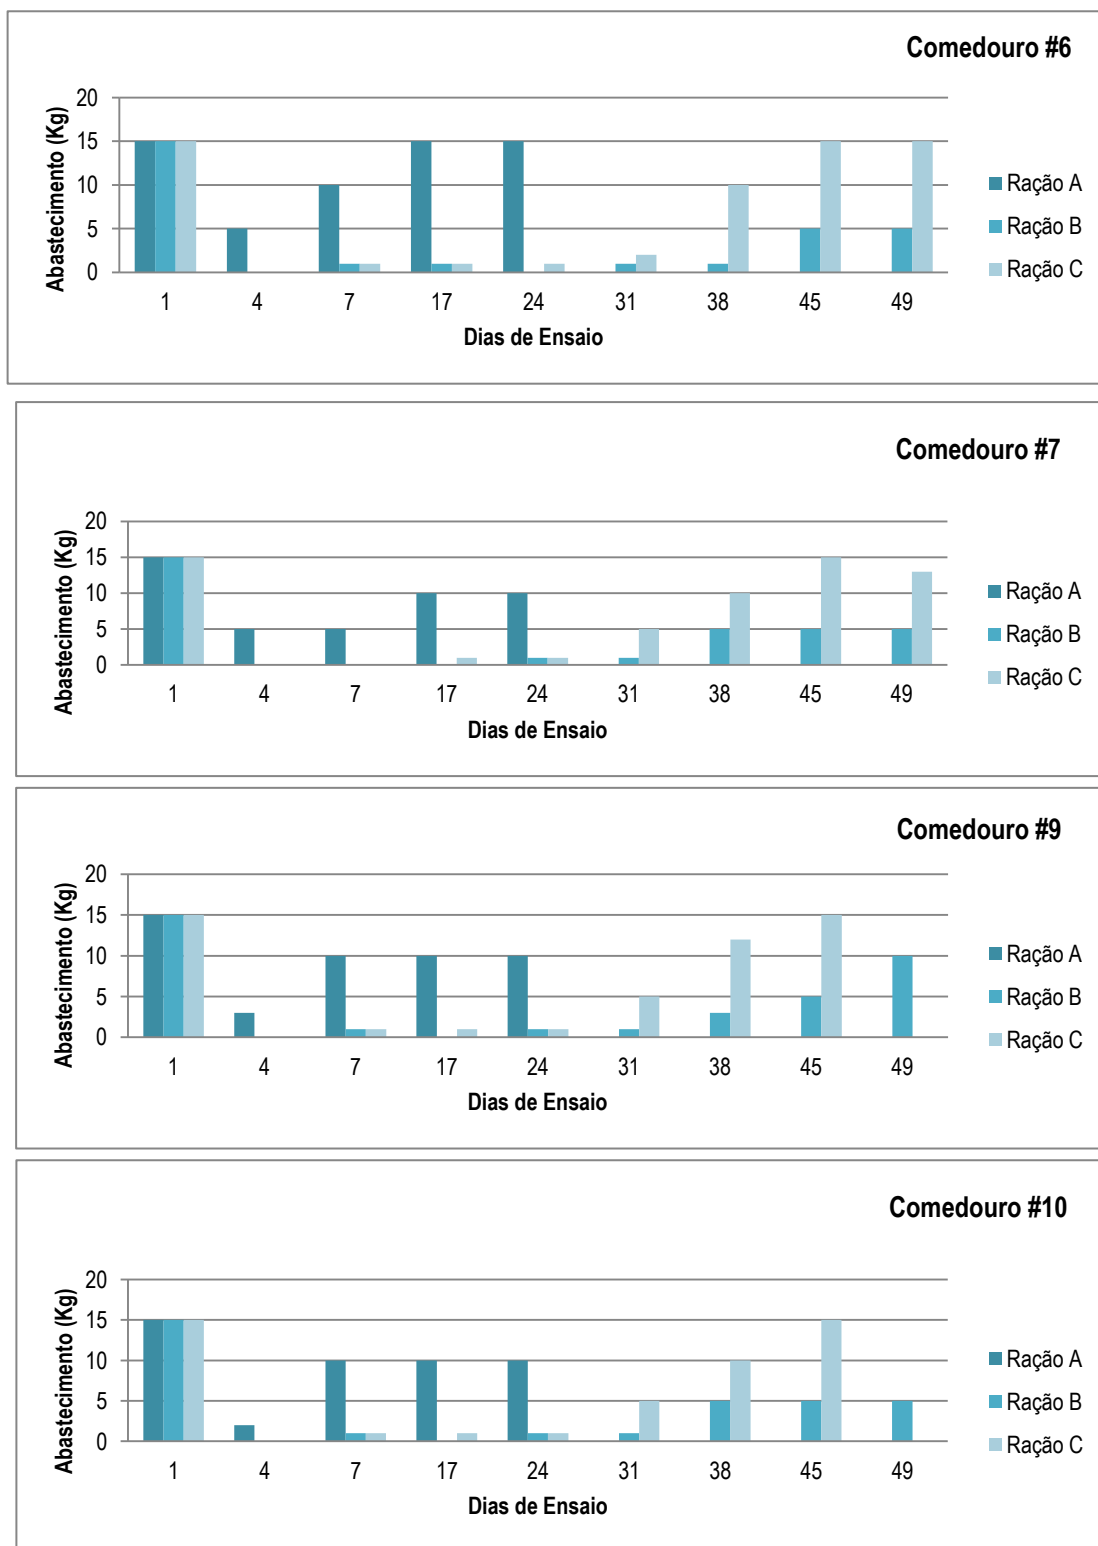 Comedouro #6
Abastecimento (Kg)
20
15
10
5
0
1 4 7 17 24 31 38 45 49
Dias de Ensaio
Ração A
Ração B
Ração C
Comedouro #7
Abastecimento (Kg)
20
15
10
5
0
1 4 7 17 24 31 38 45 49
Dias de Ensaio
Ração A
Ração B
Ração C
Comedouro #9
Abastecimento (Kg)
20
15
10
5
0
1 4 7 17 24 31 38 45 49
Dias de Ensaio
Ração A
Ração B
Ração C
Comedouro #10
Abastecimento (Kg)
20
15
10
5
0
1 4 7 17 24 31 38 45 49
Dias de Ensaio
Ração A
Ração B
Ração C